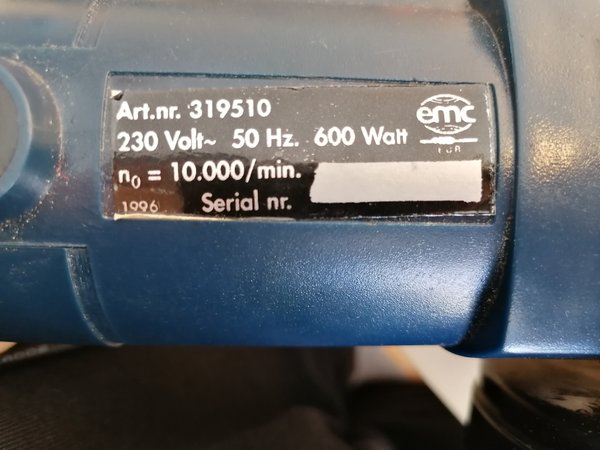 Art.nr. 319510
230 Volt~ 50 Hz. 600 Watt
emc
n0 = 10.000/min.
1996 Serial nr.